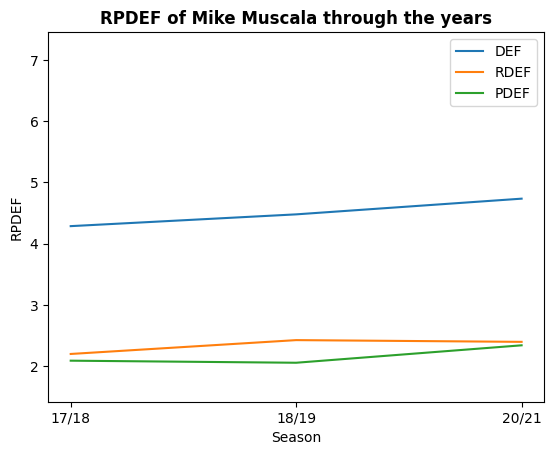 RPDEF of Mike Muscala through the years
DEF
RDEF
PDEF
7
6
5
4
3
2
RPDEF
17/18
18/19
20/21
Season